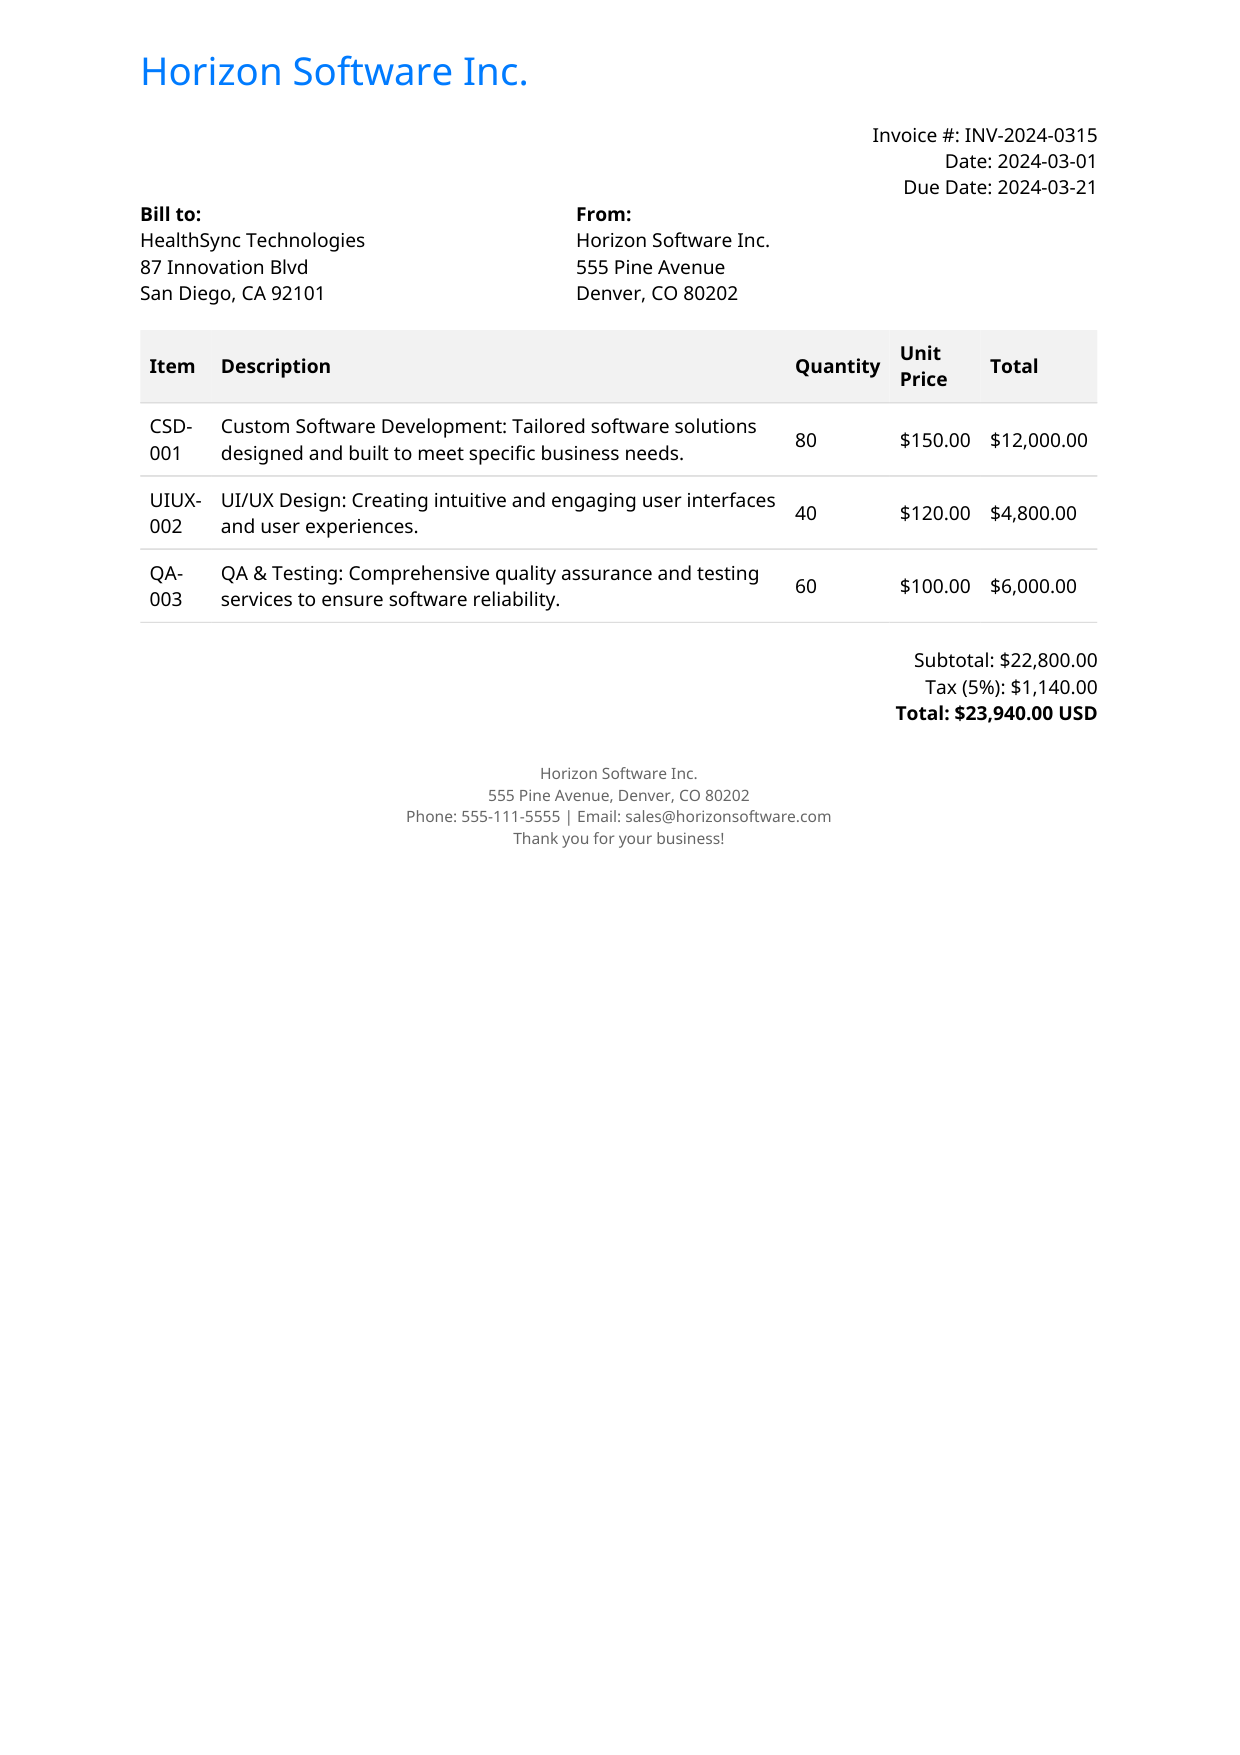 Horizon Software Inc.
Invoice #: INV-2024-0315
Date: 2024-03-01
Due Date: 2024-03-21
Bill to:
HealthSync Technologies
87 Innovation Blvd
San Diego, CA 92101
From:
Horizon Software Inc.
555 Pine Avenue
Denver, CO 80202
Item Description Quantity Unit Price Total
CSD-001 Custom Software Development: Tailored software solutions designed and built to meet specific business needs. 80 $150.00 $12,000.00
UIUX-002 UI/UX Design: Creating intuitive and engaging user interfaces and user experiences. 40 $120.00 $4,800.00
QA-003 QA & Testing: Comprehensive quality assurance and testing services to ensure software reliability. 60 $100.00 $6,000.00
Subtotal: $22,800.00
Tax (5%): $1,140.00
Total: $23,940.00 USD
Horizon Software Inc.
555 Pine Avenue, Denver, CO 80202
Phone: 555-111-5555 | Email: sales@horizonsoftware.com
Thank you for your business!